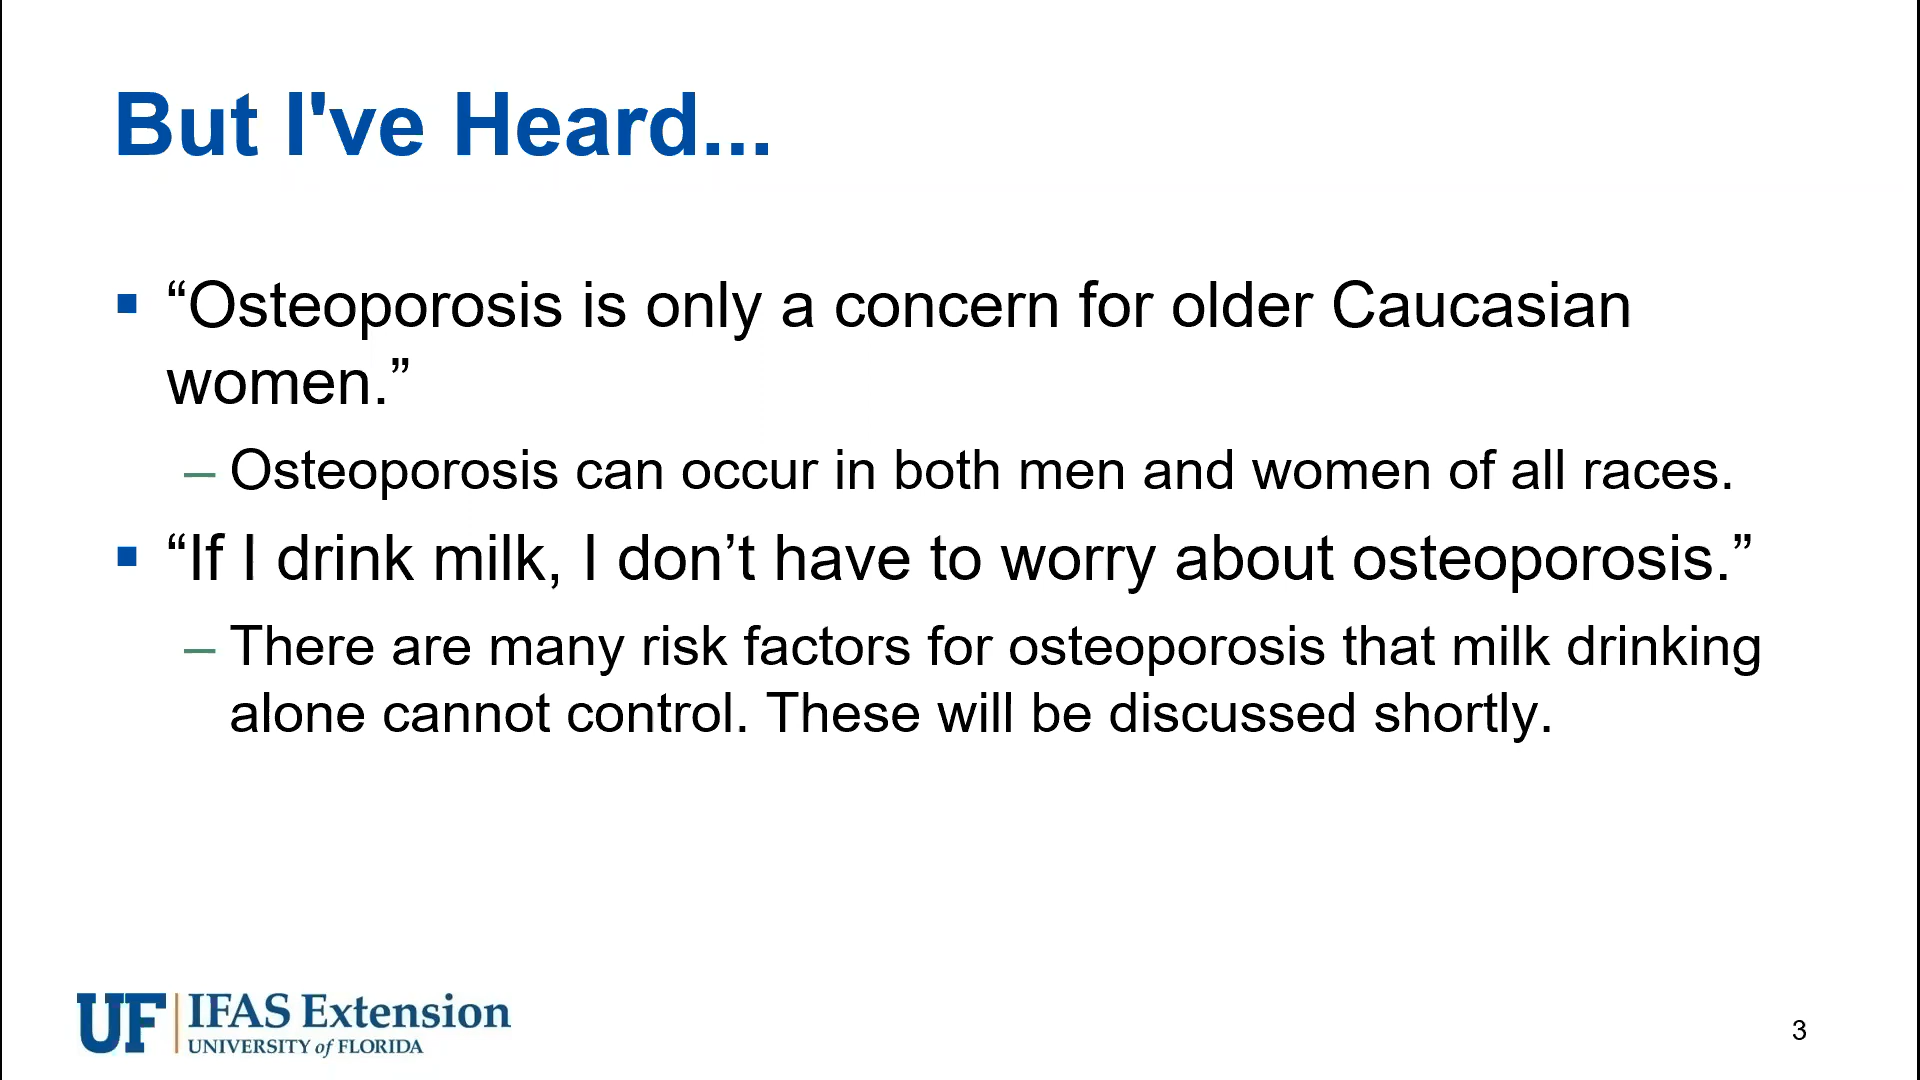 But I've Heard...
▪ “Osteoporosis is only a concern for older Caucasian
women.”
– Osteoporosis can occur in both men and women of all races.
▪ “If I drink milk, I don’t have to worry about osteoporosis.”
– There are many risk factors for osteoporosis that milk drinking
alone cannot control. These will be discussed shortly.
UF IFAS Extension
UNIVERSITY of FLORIDA
3